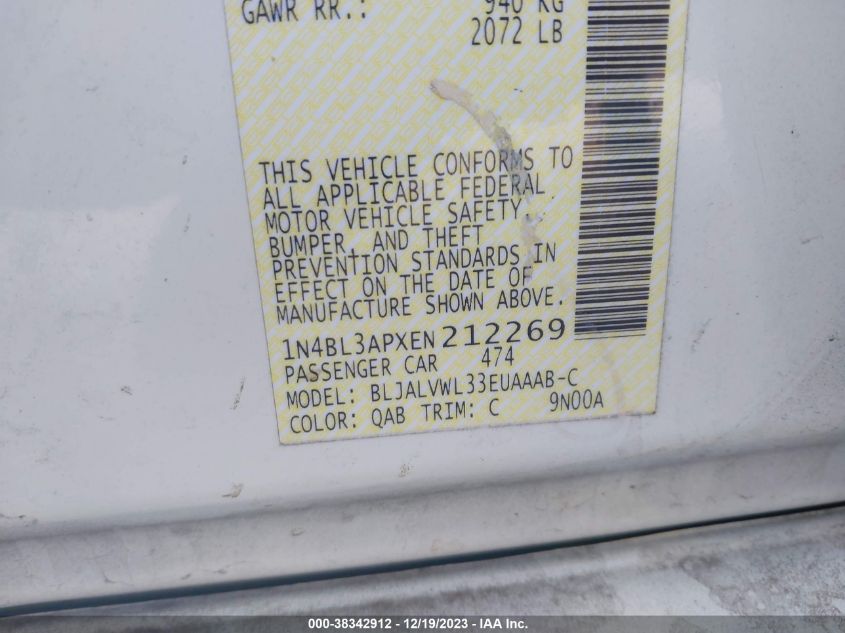 GAWR RR.: 940 KG
2072 LB
THIS VEHICLE CONFORMS TO
ALL APPLICABLE FEDERAL
MOTOR VEHICLE SAFETY,
BUMPER, AND THEFT
PREVENTION STANDARDS IN
EFFECT ON THE DATE OF
MANUFACTURE SHOWN ABOVE.
1N4BL3APXEN212269
PASSENGER CAR 474
MODEL: BLJALVWL33EUAAAB-C
COLOR: QAB TRIM: C 9N00A
000-38342912 - 12/19/2023 - IAA Inc.